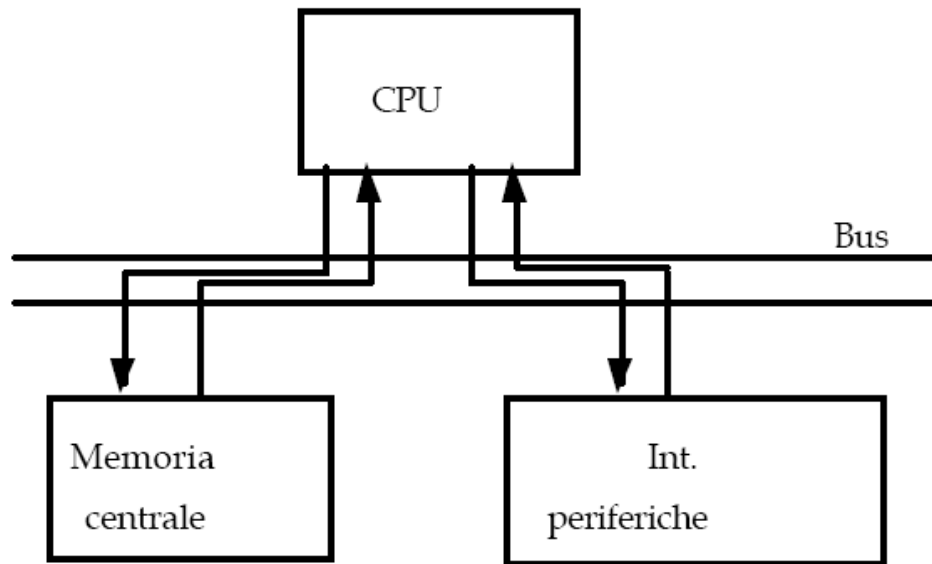 CPU
Bus
Memoria
centrale
Int.
periferiche